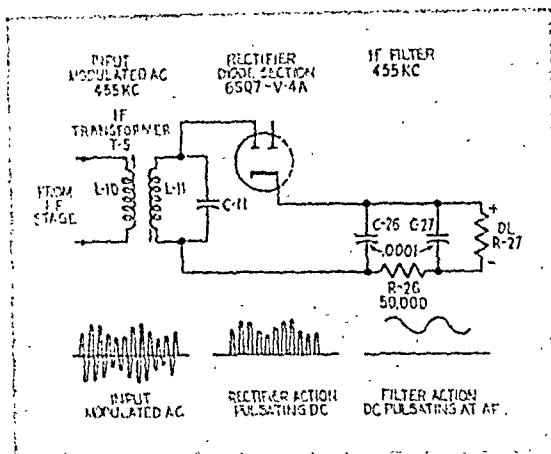 INPUT
MODULATED AC
455KC
RECTIFIER
DIODE SECTION
6SQ7-V-4A
IF FILTER
455KC
IF
TRANSFORMER
T-5
FROM
I.F.
STAGE
L-10
L-11
C-11
C-26
C-27
.0001
R-26
50,000
+
DL
R-27
-
INPUT
MODULATED AC
RECTIFIER ACTION
PULSATING DC
FILTER ACTION
DC PULSATING AT AF